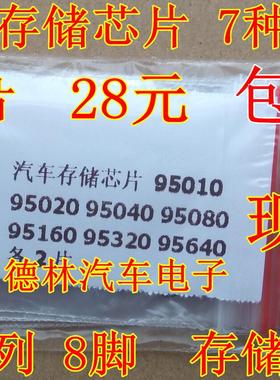 存储芯片 7种
片 28元 包
汽车存储芯片 95010
95020 95040 95080
95160 95320 95640
各3片
现
德林汽车电子
列 8脚 存储